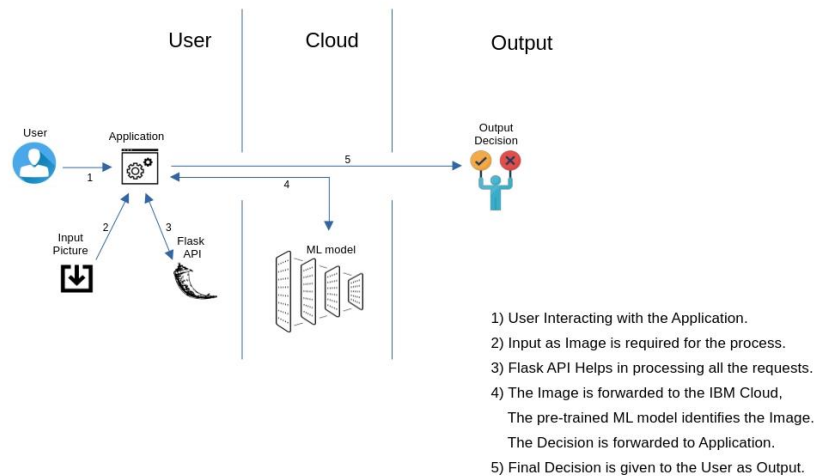 User
Cloud
Output
User
Application
5
Output
Decision
1
4
2
3
Input
Picture
Flask
API
ML model
1) User Interacting with the Application.
2) Input as Image is required for the process.
3) Flask API Helps in processing all the requests.
4) The Image is forwarded to the IBM Cloud,
The pre-trained ML model identifies the Image.
The Decision is forwarded to Application.
5) Final Decision is given to the User as Output.